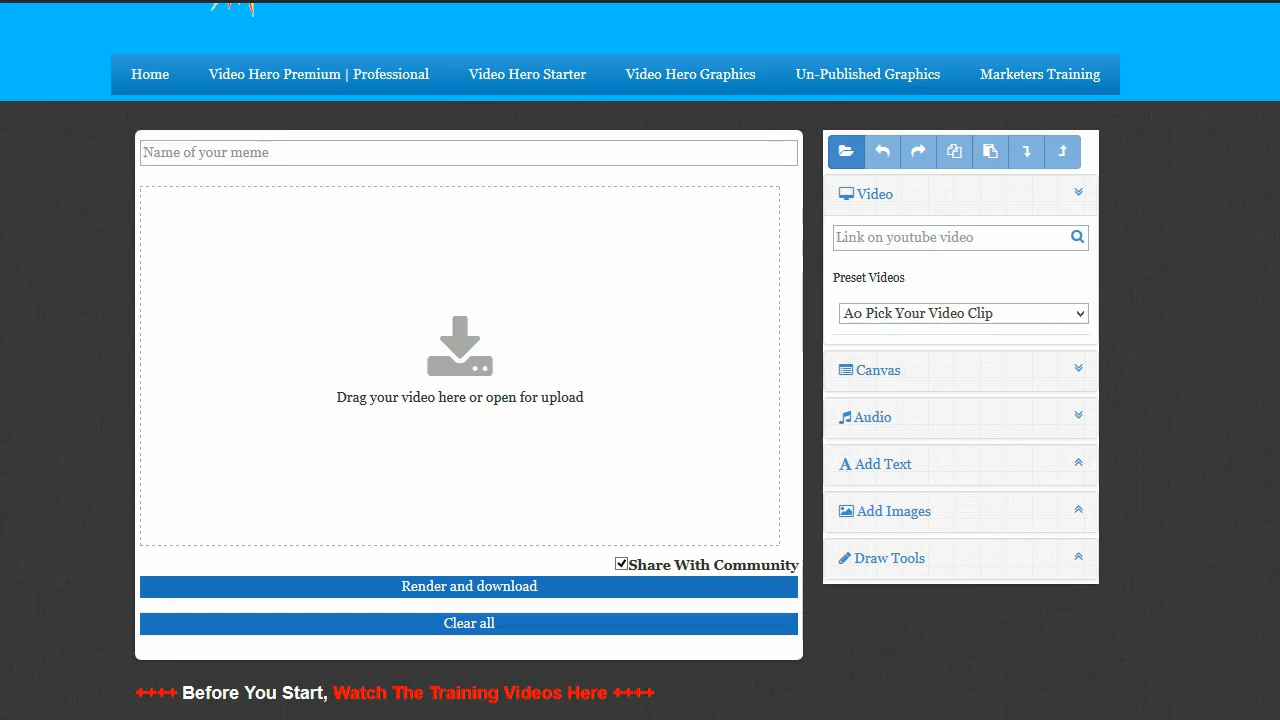 Home Video Hero Premium | Professional Video Hero Starter Video Hero Graphics Un-Published Graphics Marketers Training
Name of your meme
Drag your video here or open for upload
Share With Community
Render and download
Clear all
++++ Before You Start, Watch The Training Videos Here ++++
Video
Link on youtube video
Preset Videos
A0 Pick Your Video Clip
Canvas
Audio
Add Text
Add Images
Draw Tools